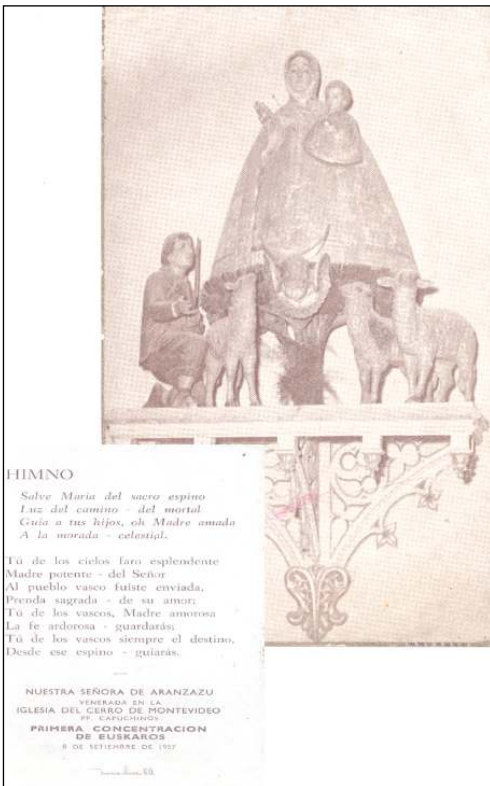 HIMNO
Salve María del sacro espino
Luz del camino - del mortal
Guía a tus hijos, oh Madre amada
A la morada - celestial.
Tú de los cielos faro esplendente
Madre potente - del Señor
Al pueblo vasco fuiste enviada,
Prenda sagrada - de su amor;
Tú de los vascos, Madre amorosa
La fe ardorosa - guardarás;
Tú de los vascos siempre el destino,
Desde ese espino - guiarás.
NUESTRA SEÑORA DE ARANZAZU
VENERADA EN LA
IGLESIA DEL CERRO DE MONTEVIDEO
PP. CAPUCHINOS
PRIMERA CONCENTRACION
DE EUSKAROS
8 DE SETIEMBRE DE 1957